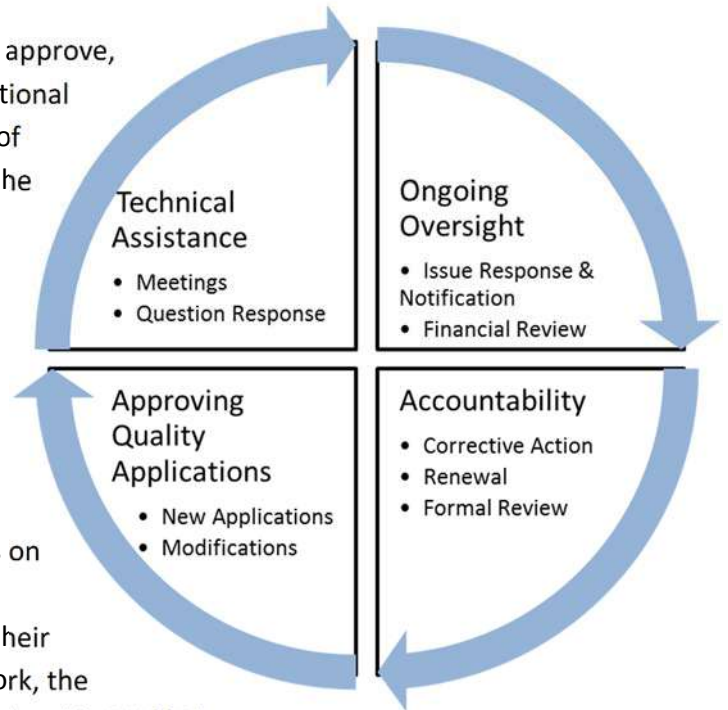 approve,
tional
of
he
Technical
Assistance
• Meetings
• Question Response
Ongoing
Oversight
• Issue Response &
Notification
• Financial Review
Approving
Quality
Applications
• New Applications
• Modifications
Accountability
• Corrective Action
• Renewal
• Formal Review
on
heir
ork, the